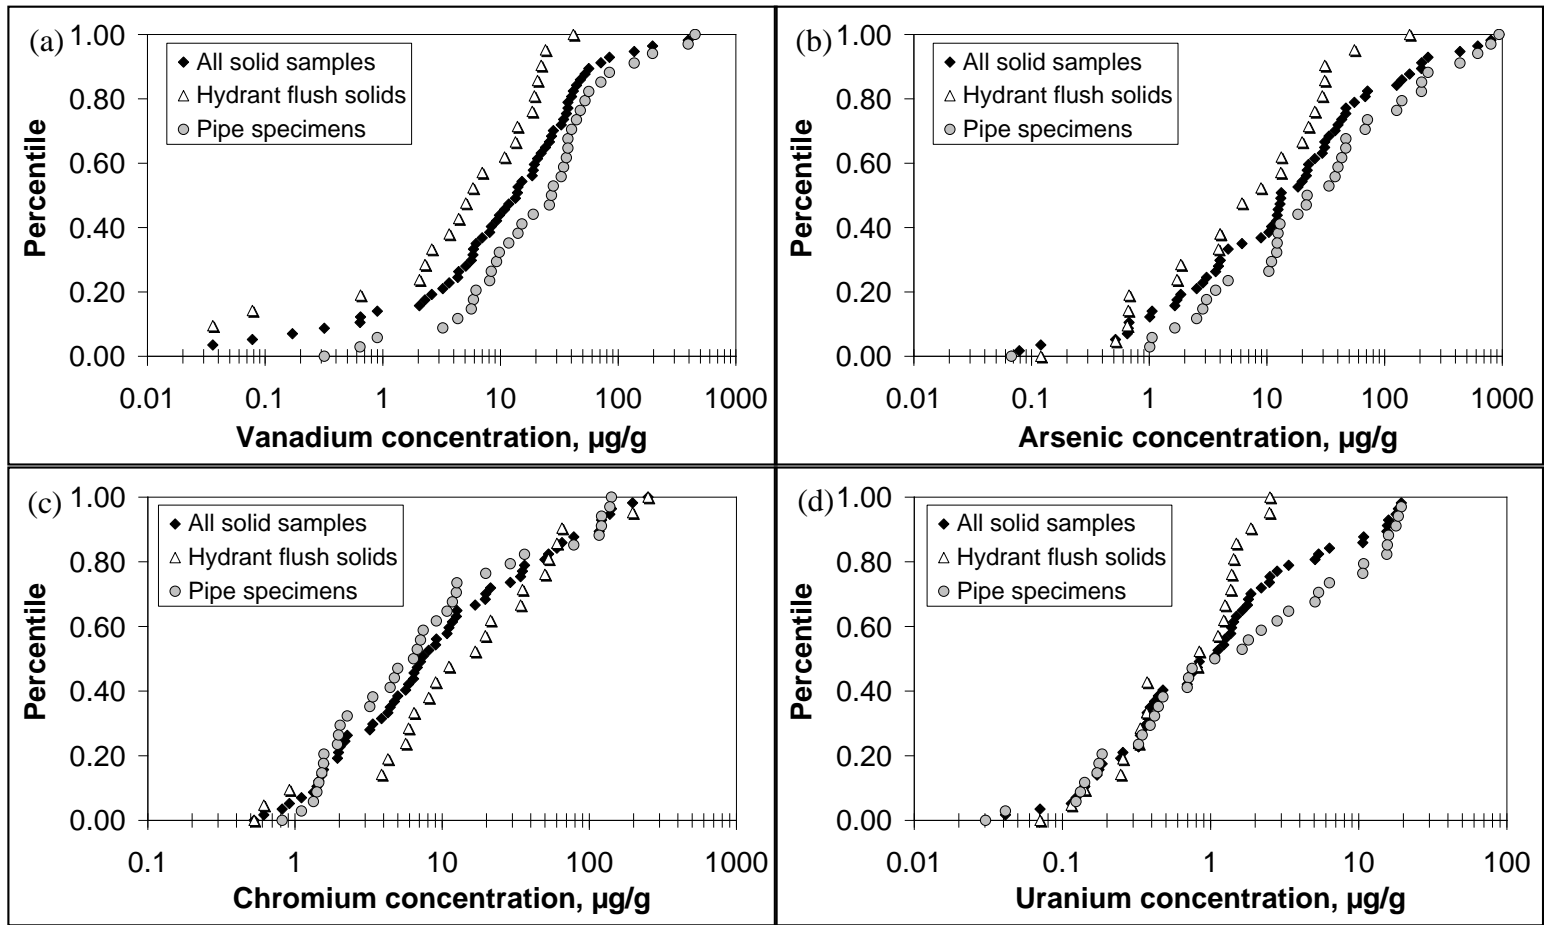 (a)
1.00
0.80
0.60
0.40
0.20
0.00
Percentile
All solid samples
Hydrant flush solids
Pipe specimens
0.01 0.1 1 10 100 1000
Vanadium concentration, µg/g
(b)
1.00
0.80
0.60
0.40
0.20
0.00
Percentile
All solid samples
Hydrant flush solids
Pipe specimens
0.01 0.1 1 10 100 1000
Arsenic concentration, µg/g
(c)
1.00
0.80
0.60
0.40
0.20
0.00
Percentile
All solid samples
Hydrant flush solids
Pipe specimens
0.1 1 10 100 1000
Chromium concentration, µg/g
(d)
1.00
0.80
0.60
0.40
0.20
0.00
Percentile
All solid samples
Hydrant flush solids
Pipe specimens
0.01 0.1 1 10 100
Uranium concentration, µg/g